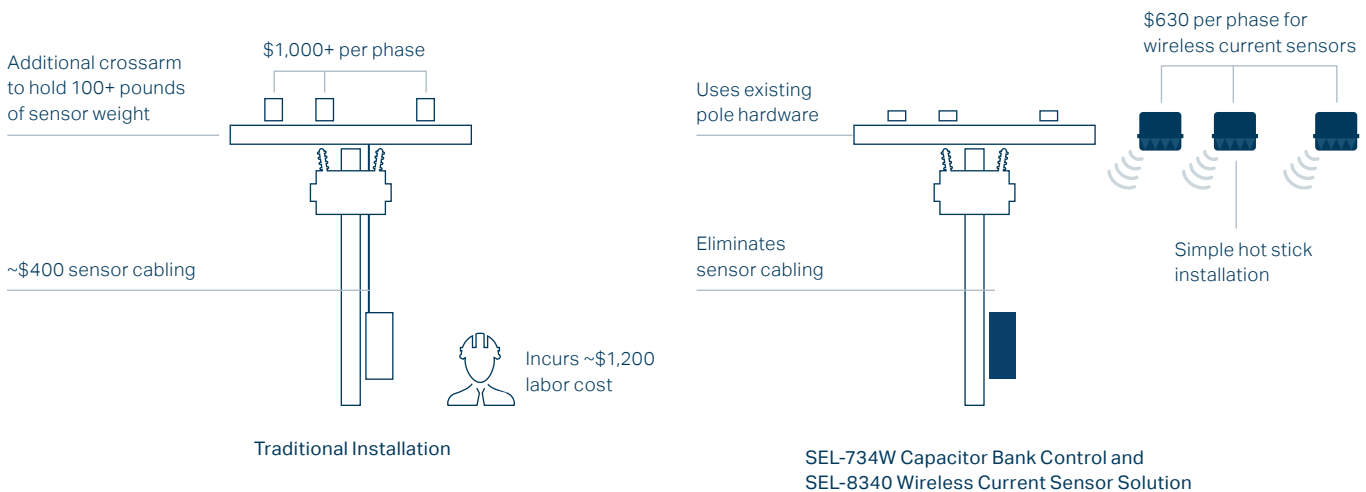 Additional crossarm
to hold 100+ pounds
of sensor weight
$1,000+ per phase
~$400 sensor cabling
Incurs ~$1,200
labor cost
Traditional Installation
$630 per phase for
wireless current sensors
Uses existing
pole hardware
Eliminates
sensor cabling
Simple hot stick
installation
SEL-734W Capacitor Bank Control and
SEL-8340 Wireless Current Sensor Solution